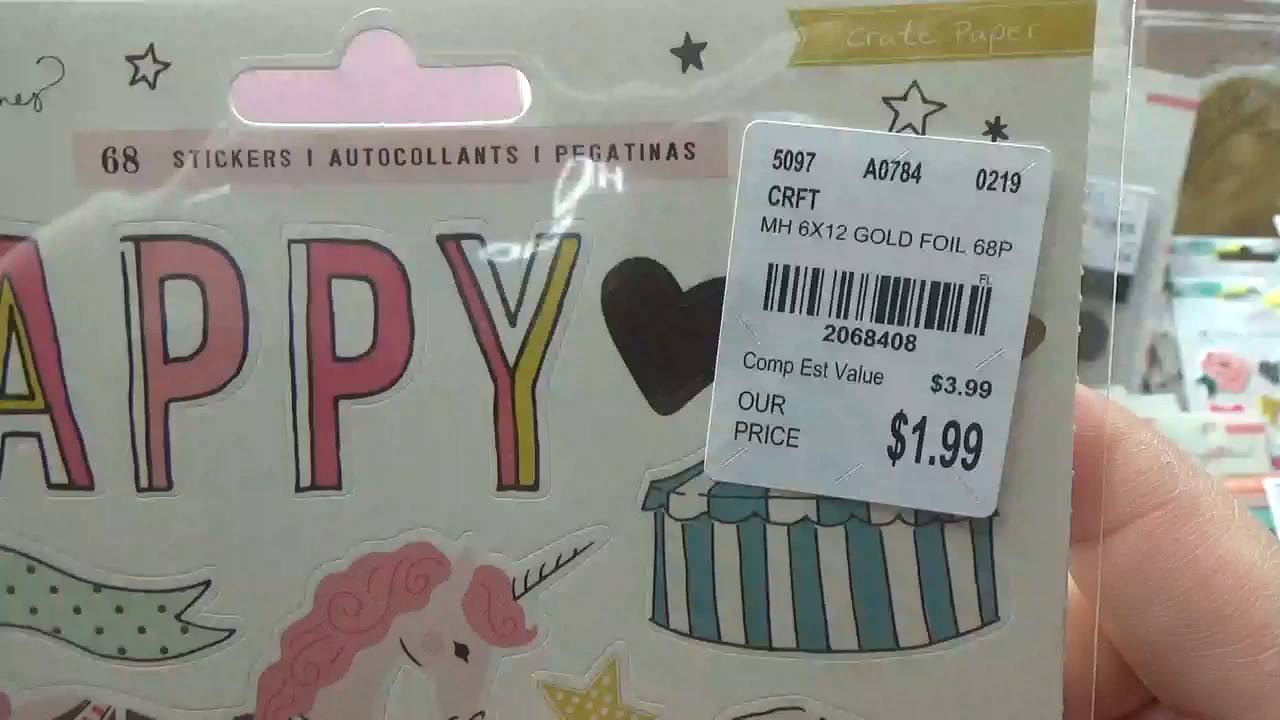 Crate Paper
68 STICKERS | AUTOCOLLANTS | PEGATINAS
APPY
5097 A0784 0219
CRFT
MH 6X12 GOLD FOIL 68P
FL
2068408
Comp Est Value $3.99
OUR PRICE $1.99